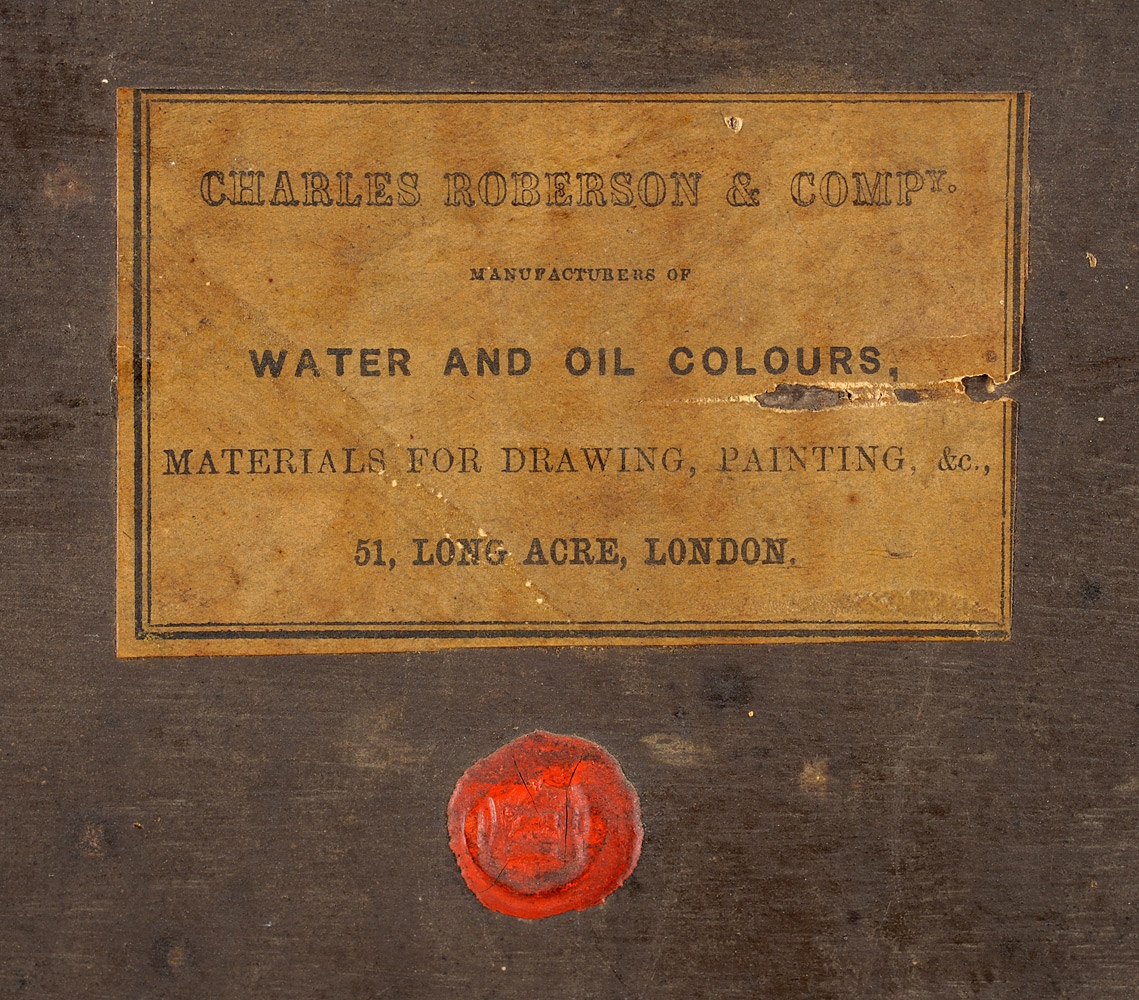 CHARLES ROBERSON & COMPY.
MANUFACTURERS OF
WATER AND OIL COLOURS,
MATERIALS FOR DRAWING, PAINTING, &c.,
51, LONG ACRE, LONDON.